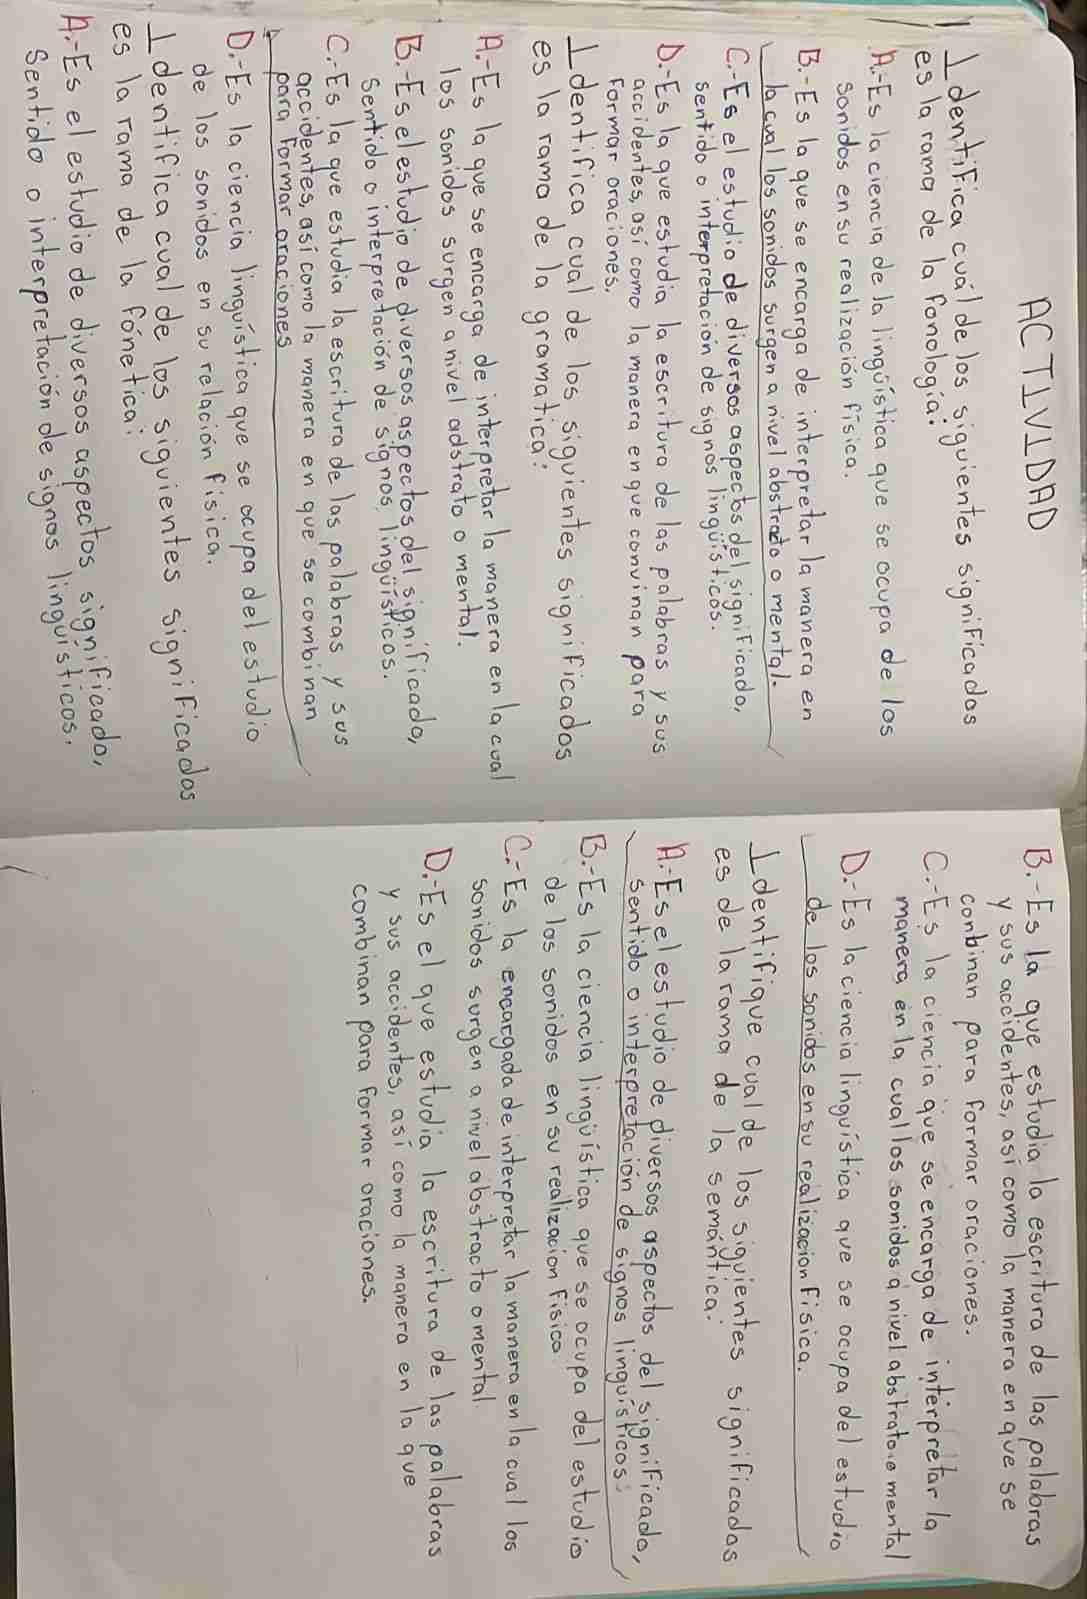 ACTIVIDAD
Identifica cuál de los siguientes significados
es la rama de la fonología:
A.-Es la ciencia de la lingüística que se ocupa de los
sonidos en su realización física.
B.-Es la que se encarga de interpretar la manera en
la cual los sonidos surgen a nivel abstrato o mental.
C.-Es el estudio de diversos aspectos del significado,
sentido o interpretación de signos lingüísticos.
D.-Es la que estudia la escritura de las palabras y sus
accidentes, así como la manera en que convinan para
formar oraciones.
Identifica cual de los siguientes significados
es la rama de la gramatica:
A.-Es la que se encarga de interpretar la manera en la cual
los sonidos surgen a nivel adstrato o mental.
B.-Es el estudio de diversos aspectos del significado,
sentido o interpretación de signos lingüísticos.
C.-Es la que estudia la escritura de las palabras y sus
accidentes, así como la manera en que se combinan
para formar oraciones
D.-Es la ciencia linguística que se ocupa del estudio
de los sonidos en su relación física.
Identifica cual de los siguientes significados
es la rama de la fónetica:
A.-Es el estudio de diversos aspectos significado,
Sentido o interpretación de signos linguísticos.
B.-Es la que estudia la escritura de las palabras
y sus accidentes, así como la manera en que se
conbinan para formar oraciones.
C.-Es la ciencia que se encarga de interpretar la
manera en la cual los sonidos a nivel abstrato o mental
D.-Es la ciencia linguística que se ocupa del estudio
de los sonidos en su realizacion física.
Identifique cual de los siguientes significados
es de la rama de la semántica:
A.-Es el estudio de diversos aspectos del significado,
sentido o interpretación de signos linguísticos.
B.-Es la ciencia lingüística que se ocupa del estudio
de los sonidos en su realizacion física
C.-Es la encargada de interpretar la manera en la cual los
sonidos surgen a nivel abstracto o mental
D.-Es el que estudia la escritura de las palabras
y sus accidentes, así como la manera en la que
combinan para formar oraciones.